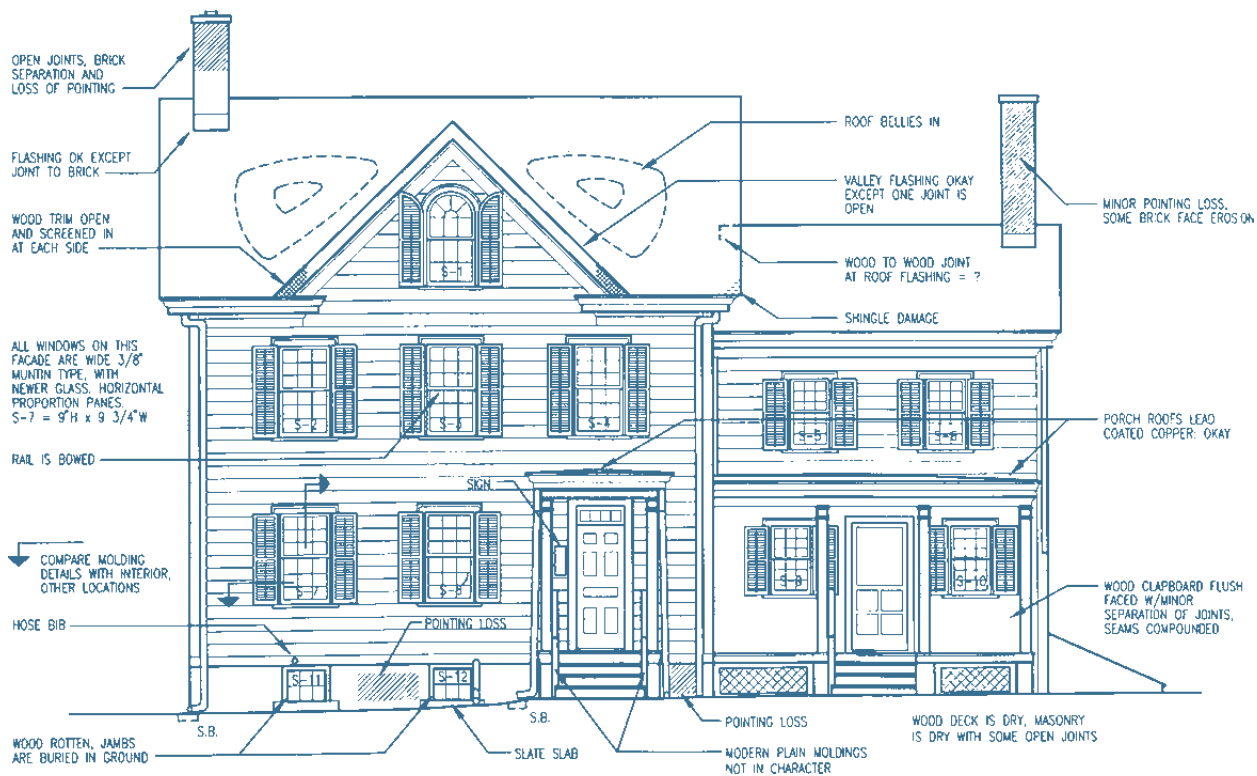 OPEN JOINTS, BRICK
SEPARATION AND
LOSS OF POINTING
FLASHING OK EXCEPT
JOINT TO BRICK
WOOD TRIM OPEN
AND SCREENED IN
AT EACH SIDE
ALL WINDOWS ON THIS
FACADE ARE WIDE 3/8"
MUNTIN TYPE, WITH
NEWER GLASS. HORIZONTAL
PROPORTION PANES.
S-7 = 9"H x 9 3/4"W
RAIL IS BOWED
COMPARE MOLDING
DETAILS WITH INTERIOR,
OTHER LOCATIONS
HOSE BIB
WOOD ROTTEN, JAMBS
ARE BURIED IN GROUND
S.B.
S-1
S-2
S-3
S-4
S-5
S-6
SIGN
S-7
S-8
S-9
S-10
POINTING LOSS
S-11
S-12
S.B.
SLATE SLAB
ROOF BELLIES IN
VALLEY FLASHING OKAY
EXCEPT ONE JOINT IS
OPEN
WOOD TO WOOD JOINT
AT ROOF FLASHING = ?
SHINGLE DAMAGE
MINOR POINTING LOSS,
SOME BRICK FACE EROSION
PORCH ROOFS LEAD
COATED COPPER: OKAY
WOOD CLAPBOARD FLUSH
FACED W/MINOR
SEPARATION OF JOINTS,
SEAMS COMPOUNDED
POINTING LOSS
MODERN PLAIN MOLDINGS
NOT IN CHARACTER
WOOD DECK IS DRY, MASONRY
IS DRY WITH SOME OPEN JOINTS